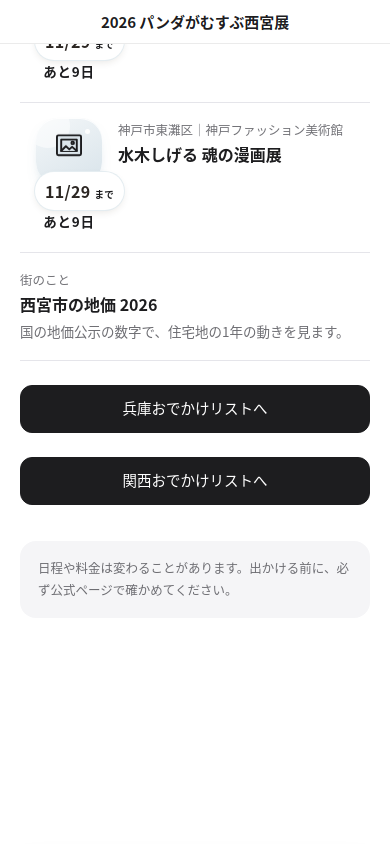 2026 パンダがむすぶ西宮展
11/29 まで
あと9日
神戸市東灘区｜神戸ファッション美術館
水木しげる 魂の漫画展
11/29 まで
あと9日
街のこと
西宮市の地価 2026
国の地価公示の数字で、住宅地の1年の動きを見ます。
兵庫おでかけリストへ
関西おでかけリストへ
日程や料金は変わることがあります。出かける前に、必
ず公式ページで確かめてください。